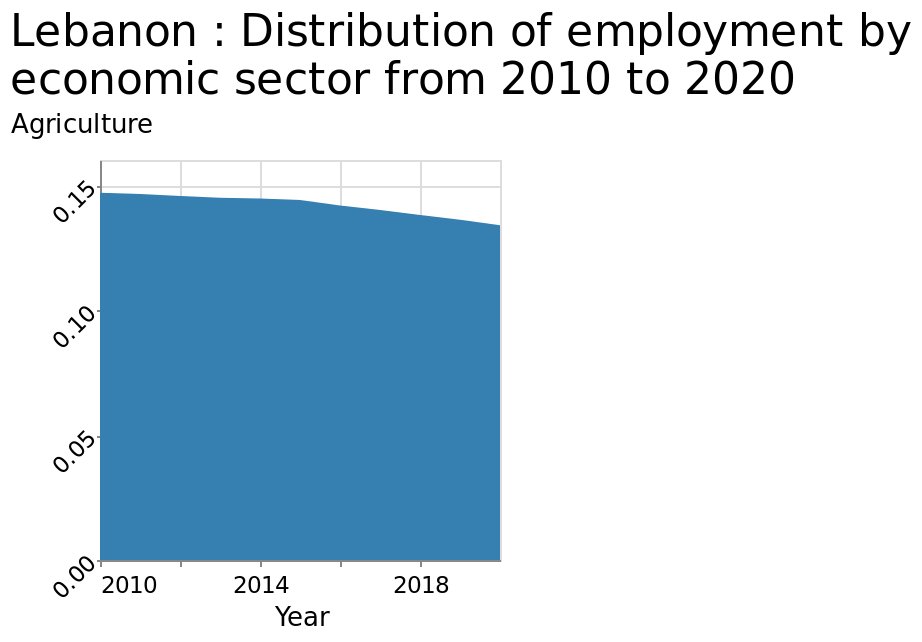 Lebanon : Distribution of employment by
economic sector from 2010 to 2020
Agriculture
0.15
0.10
0.05
0.00
2010 2014 2018
Year